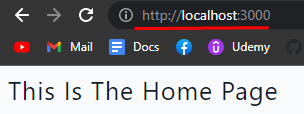 http://localhost:3000
Mail Docs Udemy
This Is The Home Page